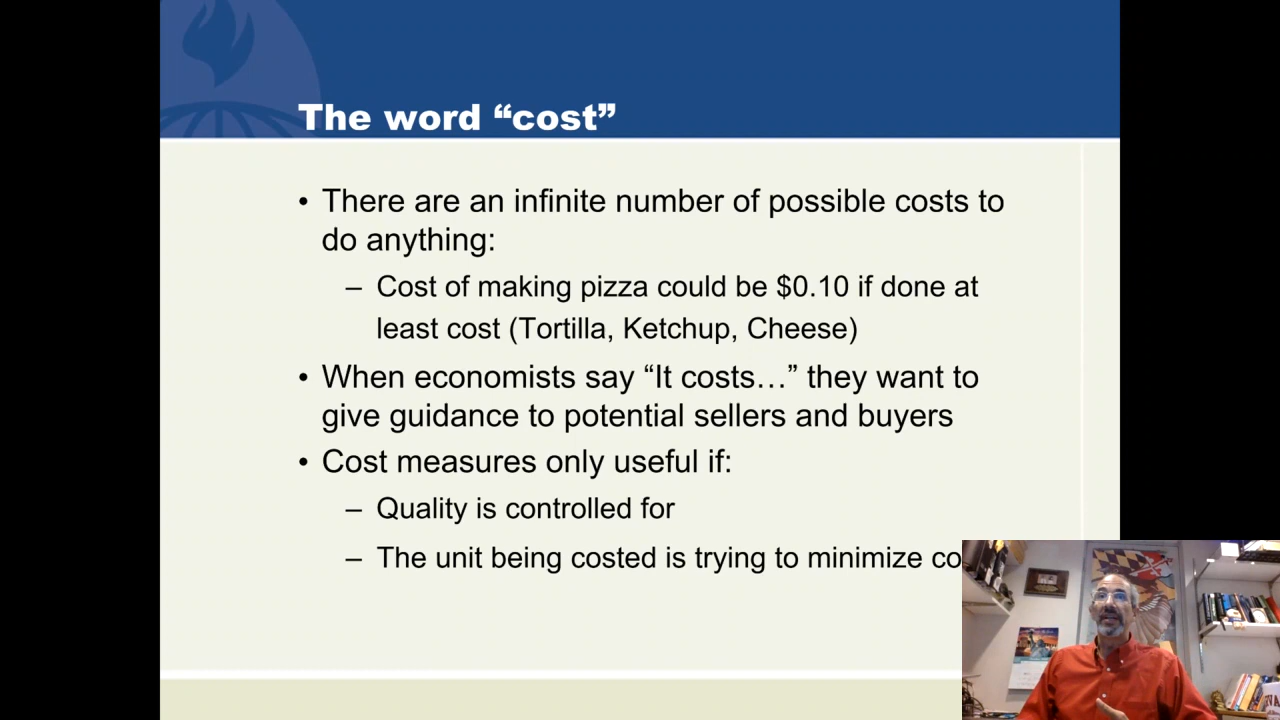 The word “cost”
• There are an infinite number of possible costs to
do anything:
– Cost of making pizza could be $0.10 if done at
least cost (Tortilla, Ketchup, Cheese)
• When economists say “It costs…” they want to
give guidance to potential sellers and buyers
• Cost measures only useful if:
– Quality is controlled for
– The unit being costed is trying to minimize co